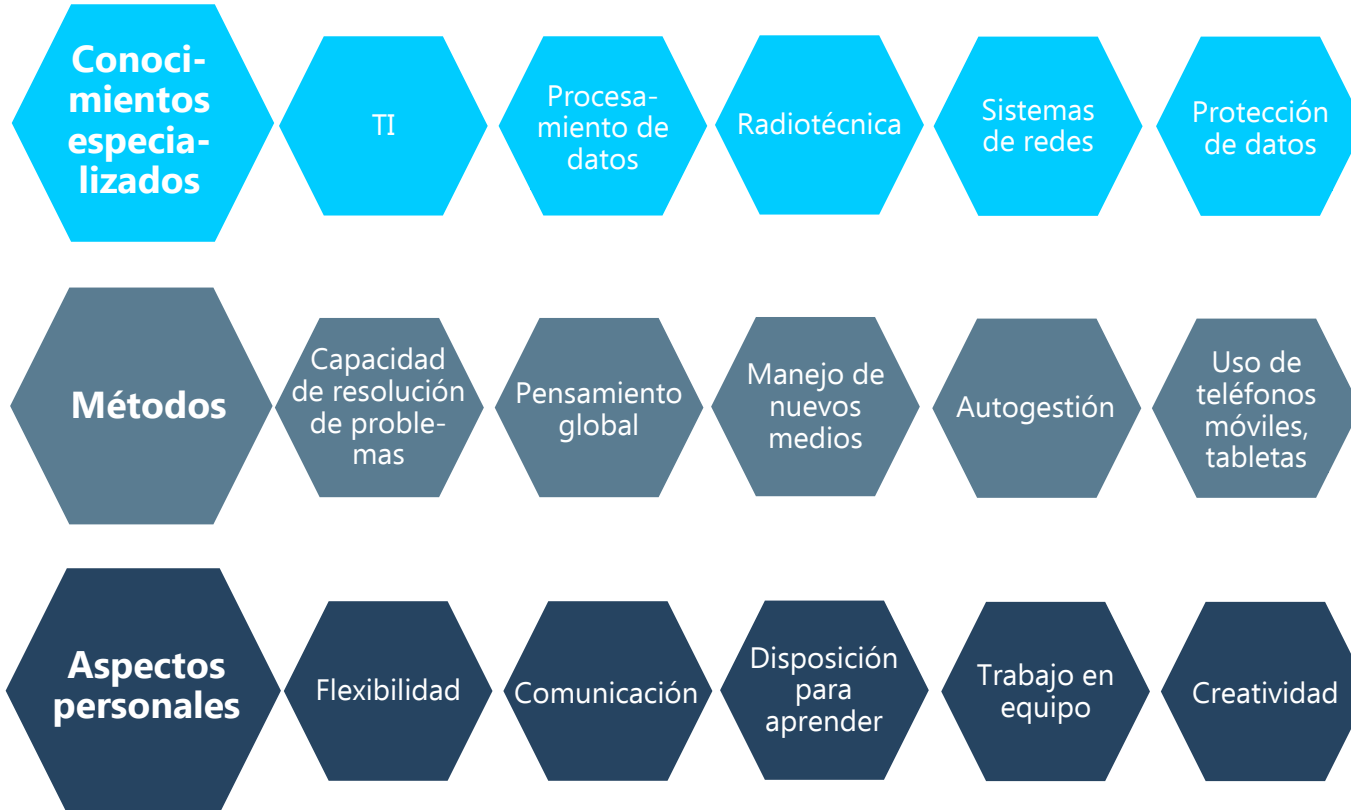 Conoci-
mientos
especia-
lizados
TI
Procesa-
miento de
datos
Radiotécnica
Sistemas
de redes
Protección
de datos
Métodos
Capacidad
de resolución
de proble-
mas
Pensamiento
global
Manejo de
nuevos
medios
Autogestión
Uso de
teléfonos
móviles,
tabletas
Aspectos
personales
Flexibilidad
Comunicación
Disposición
para
aprender
Trabajo en
equipo
Creatividad